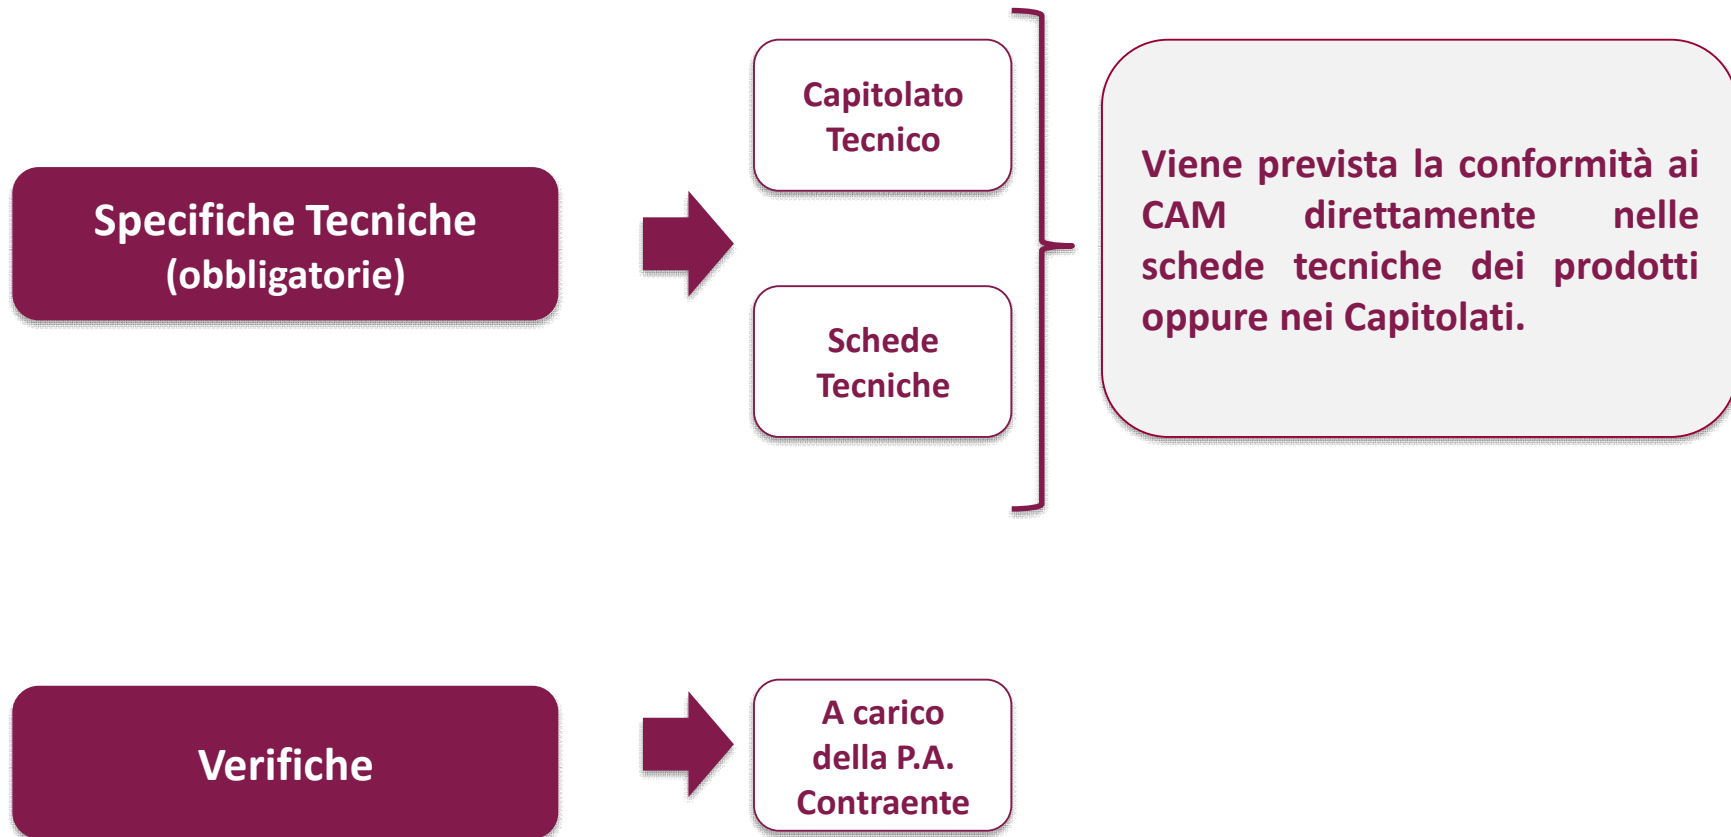 Specifiche Tecniche
(obbligatorie)
Capitolato
Tecnico
Schede
Tecniche
Viene prevista la conformità ai
CAM direttamente nelle
schede tecniche dei prodotti
oppure nei Capitolati.
Verifiche
A carico
della P.A.
Contraente